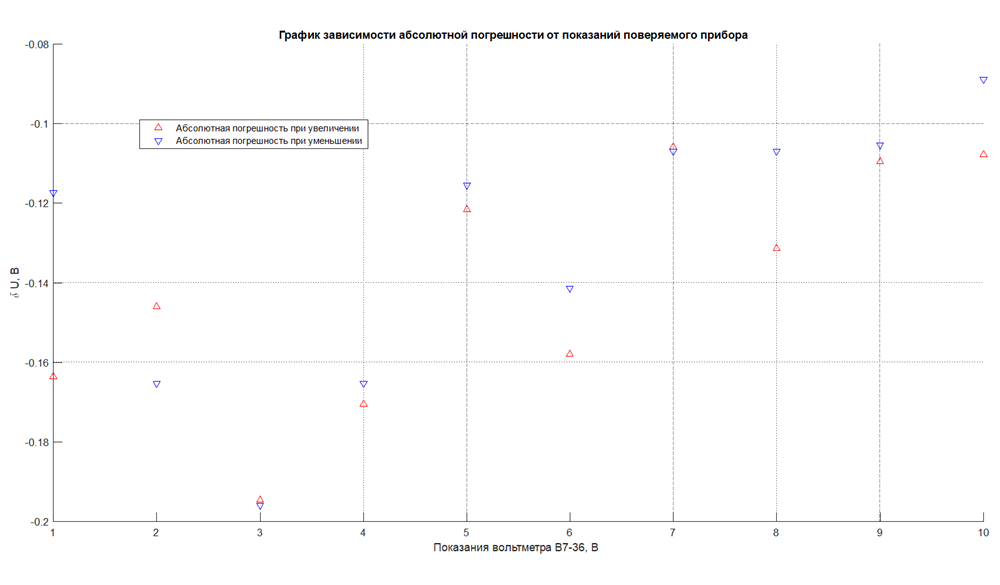 График зависимости абсолютной погрешности от показаний поверяемого прибора
-0.08
-0.1
Абсолютная погрешность при увеличении
Абсолютная погрешность при уменьшении
-0.12
δ U, В
-0.14
-0.16
-0.18
-0.2
1 2 3 4 5 6 7 8 9 10
Показания вольтметра В7-36, В